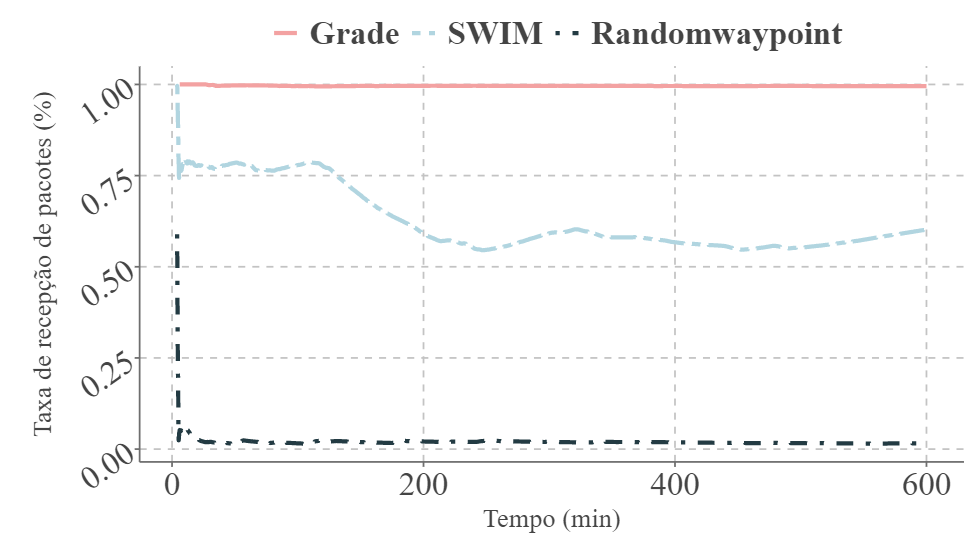 Grade SWIM Randomwaypoint
Taxa de recepção de pacotes (%)
1.00
0.75
0.50
0.25
0.00
0 200 400 600
Tempo (min)